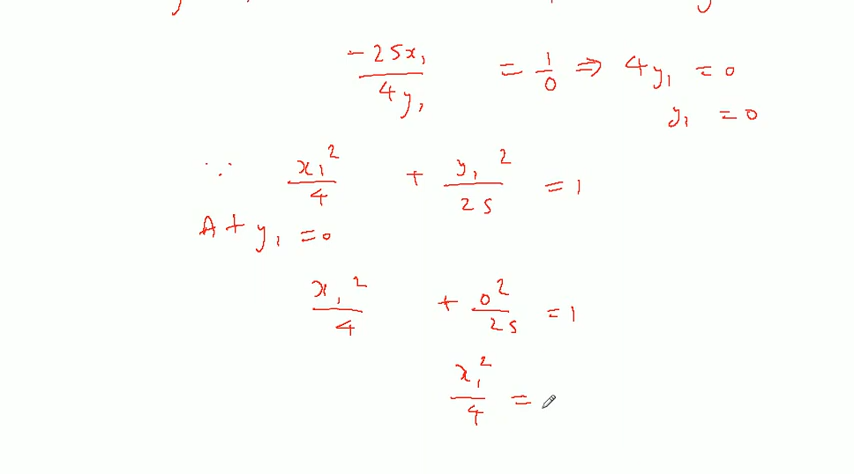 -25x₁/4y₁ = 1/0 ⇒ 4y₁ = 0
y₁ = 0
∵ x₁²/4 + y₁²/25 = 1
At y₁ = 0
x₁²/4 + 0²/25 = 1
x₁²/4 =